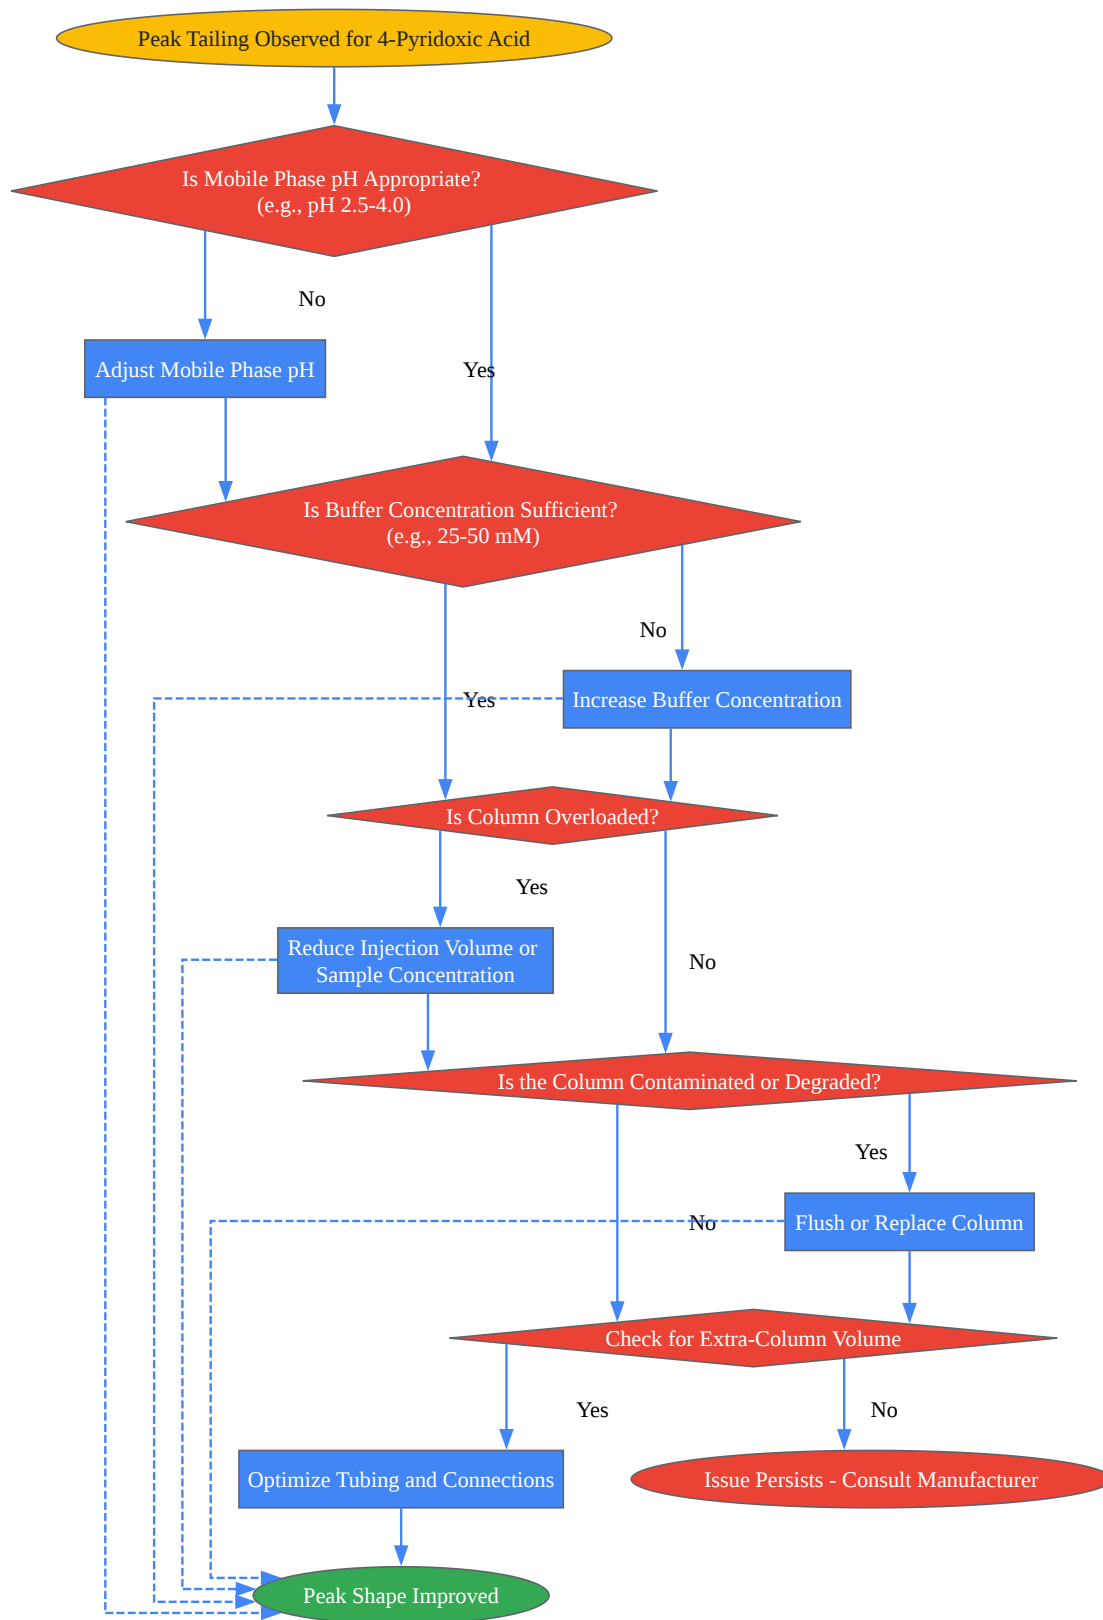 Peak Tailing Observed for 4-Pyridoxic Acid
Is Mobile Phase pH Appropriate?
(e.g., pH 2.5-4.0)
No
Adjust Mobile Phase pH
Yes
Is Buffer Concentration Sufficient?
(e.g., 25-50 mM)
No
Yes
Increase Buffer Concentration
Is Column Overloaded?
Yes
Reduce Injection Volume or
Sample Concentration
No
Is the Column Contaminated or Degraded?
Yes
No
Flush or Replace Column
Check for Extra-Column Volume
Yes
No
Optimize Tubing and Connections
Issue Persists - Consult Manufacturer
Peak Shape Improved